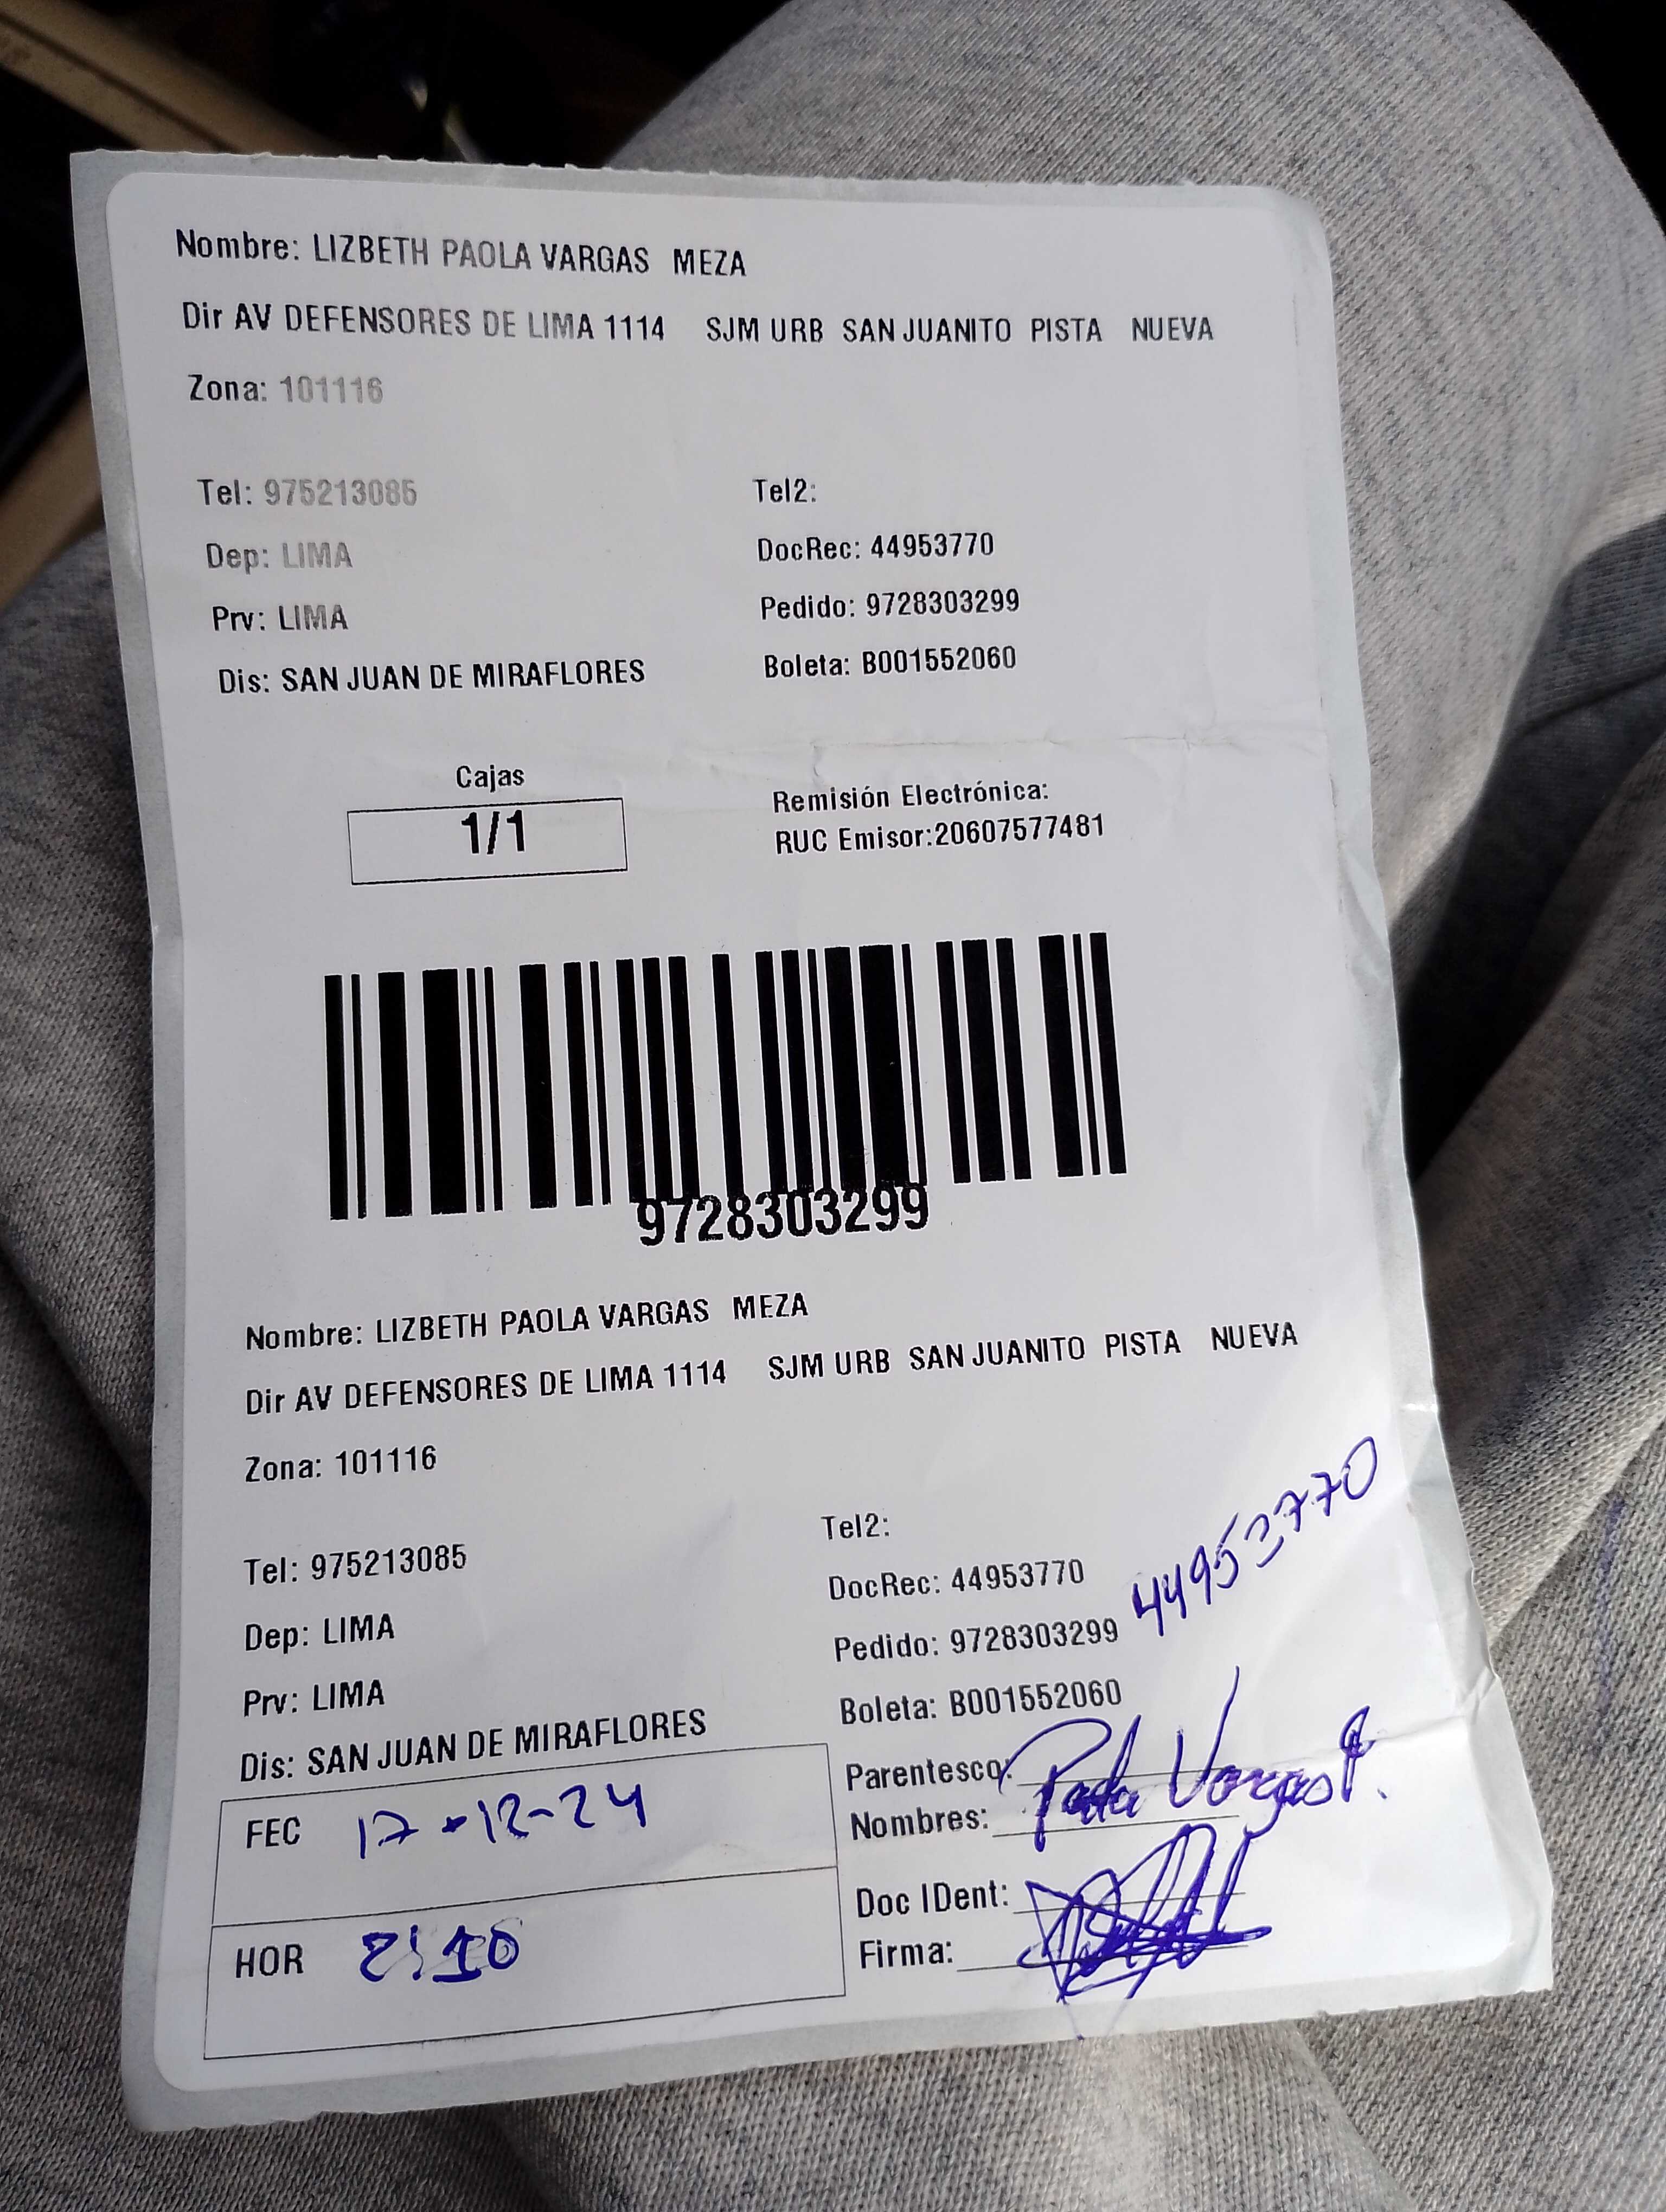 Nombre: LIZBETH PAOLA VARGAS MEZA
Dir AV DEFENSORES DE LIMA 1114 SJM URB SAN JUANITO PISTA NUEVA
Zona: 101116
Tel: 975213085 Tel2:
Dep: LIMA DocRec: 44953770
Prv: LIMA Pedido: 9728303299
Dis: SAN JUAN DE MIRAFLORES Boleta: B001552060
Cajas
1/1
Remisión Electrónica:
RUC Emisor:20607577481
9728303299
Nombre: LIZBETH PAOLA VARGAS MEZA
Dir AV DEFENSORES DE LIMA 1114 SJM URB SAN JUANITO PISTA NUEVA
Zona: 101116
Tel: 975213085 Tel2:
Dep: LIMA DocRec: 44953770
44953770
Prv: LIMA Pedido: 9728303299
Dis: SAN JUAN DE MIRAFLORES Boleta: B001552060
FEC 17-12-24
HOR 2:10
Parentesco:
Nombres: Paola Vargas
Doc IDent:
Firma: